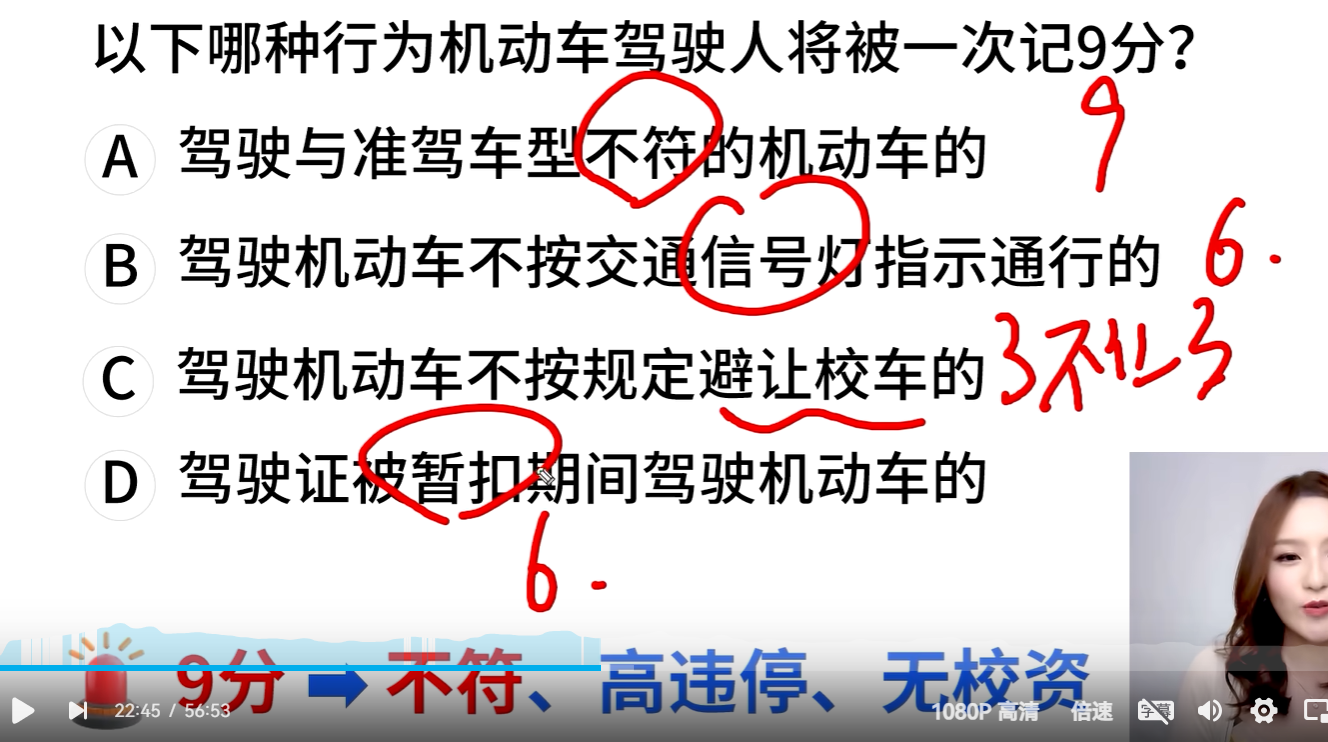 以下哪种行为机动车驾驶人将被一次记9分?
A 驾驶与准驾车型不符的机动车的
9
B 驾驶机动车不按交通信号灯指示通行的
6.
C 驾驶机动车不按规定避让校车的
3不让3
D 驾驶证被暂扣期间驾驶机动车的
6.
9分 不符、高违停、无校资
22:45 / 56:53 1080P 高清 倍速 字幕